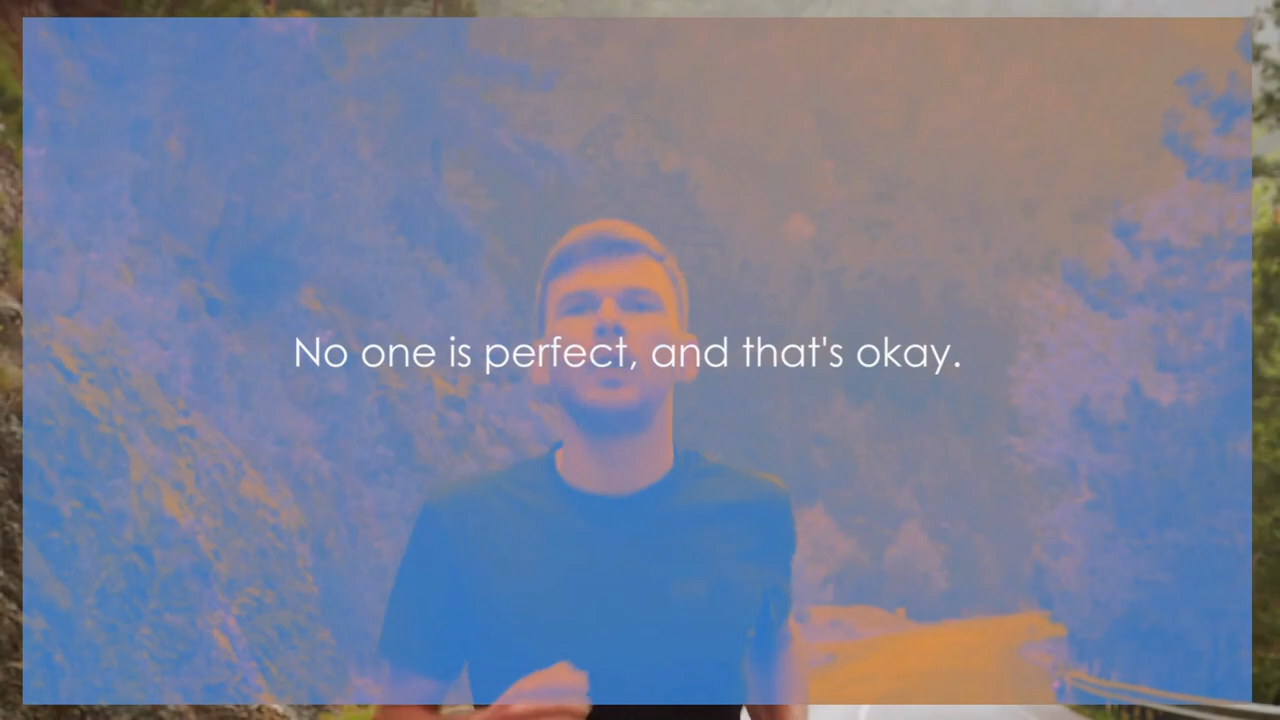 No one is perfect, and that's okay.